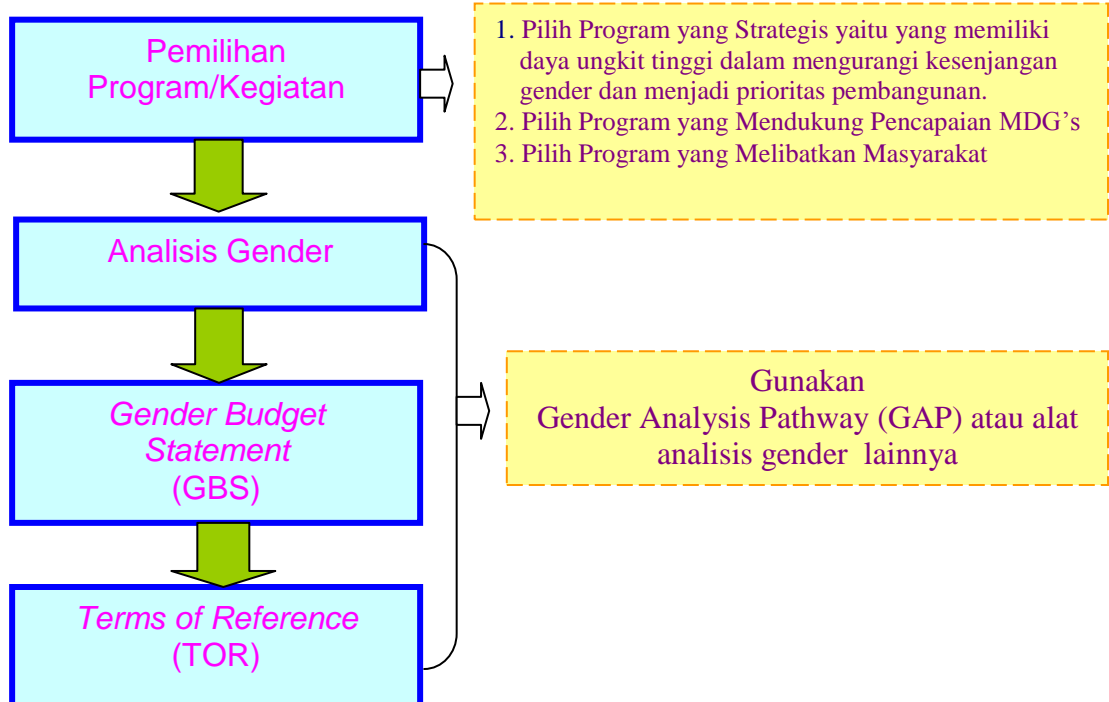 Pemilihan
Program/Kegiatan
1. Pilih Program yang Strategis yaitu yang memiliki
daya ungkit tinggi dalam mengurangi kesenjangan
gender dan menjadi prioritas pembangunan.
2. Pilih Program yang Mendukung Pencapaian MDG’s
3. Pilih Program yang Melibatkan Masyarakat
Analisis Gender
Gender Budget
Statement
(GBS)
Gunakan
Gender Analysis Pathway (GAP) atau alat
analisis gender lainnya
Terms of Reference
(TOR)